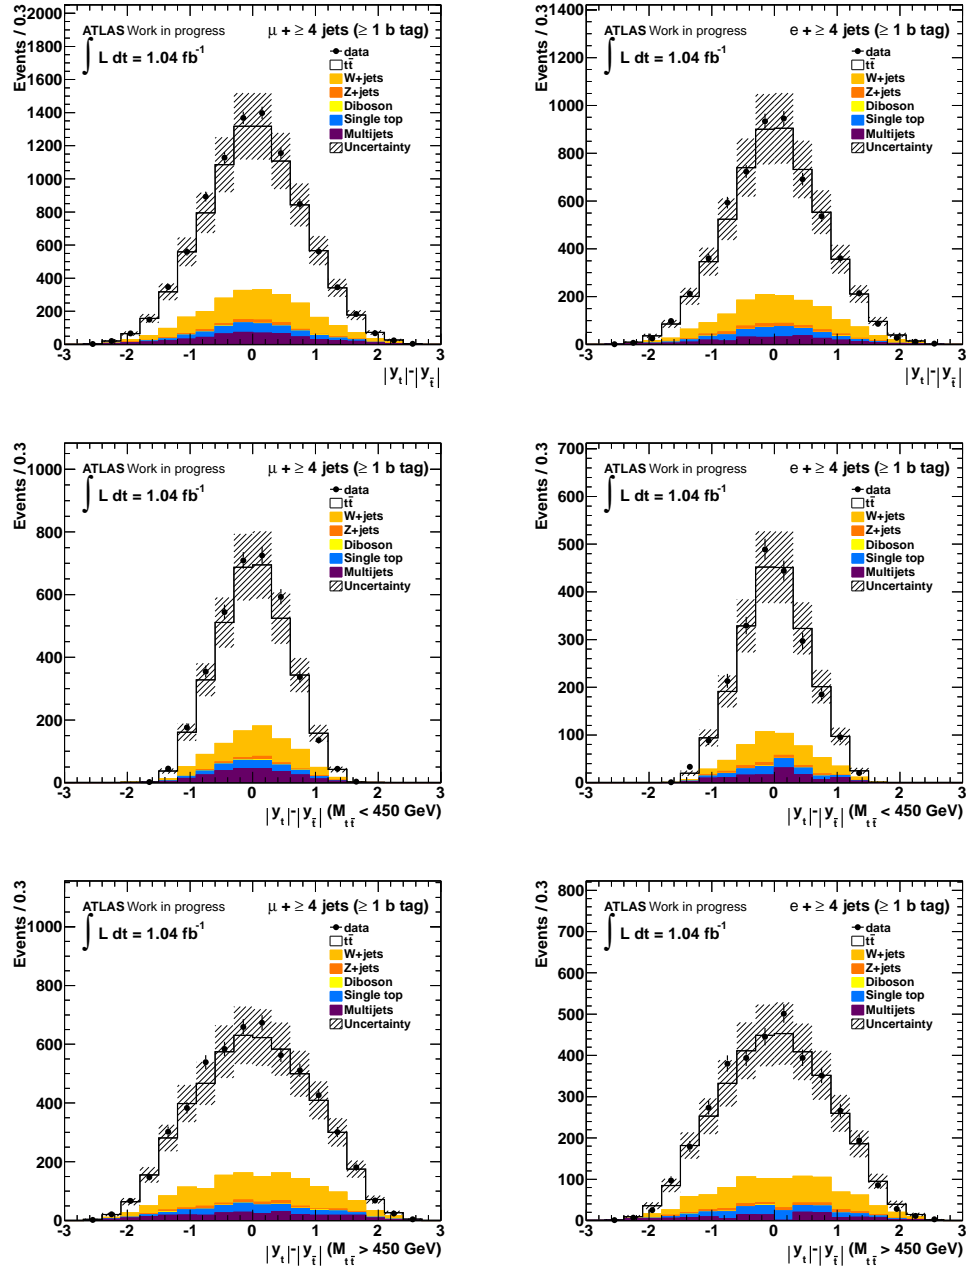 Events / 0.3
2000
1800
1600
1400
1200
1000
800
600
400
200
0
-3 -2 -1 0 1 2 3
ATLAS Work in progress
∫ L dt = 1.04 fb⁻¹
μ + ≥ 4 jets (≥ 1 b tag)
data
tt̄
W+jets
Z+jets
Diboson
Single top
Multijets
Uncertainty
|y_t|-|y_t̄|
Events / 0.3
1400
1200
1000
800
600
400
200
0
-3 -2 -1 0 1 2 3
ATLAS Work in progress
∫ L dt = 1.04 fb⁻¹
e + ≥ 4 jets (≥ 1 b tag)
data
tt̄
W+jets
Z+jets
Diboson
Single top
Multijets
Uncertainty
|y_t|-|y_t̄|
Events / 0.3
1000
800
600
400
200
0
-3 -2 -1 0 1 2 3
ATLAS Work in progress
∫ L dt = 1.04 fb⁻¹
μ + ≥ 4 jets (≥ 1 b tag)
data
tt̄
W+jets
Z+jets
Diboson
Single top
Multijets
Uncertainty
|y_t|-|y_t̄| (M_tt̄ < 450 GeV)
Events / 0.3
700
600
500
400
300
200
100
0
-3 -2 -1 0 1 2 3
ATLAS Work in progress
∫ L dt = 1.04 fb⁻¹
e + ≥ 4 jets (≥ 1 b tag)
data
tt̄
W+jets
Z+jets
Diboson
Single top
Multijets
Uncertainty
|y_t|-|y_t̄| (M_tt̄ < 450 GeV)
Events / 0.3
1000
800
600
400
200
0
-3 -2 -1 0 1 2 3
ATLAS Work in progress
∫ L dt = 1.04 fb⁻¹
μ + ≥ 4 jets (≥ 1 b tag)
data
tt̄
W+jets
Z+jets
Diboson
Single top
Multijets
Uncertainty
|y_t|-|y_t̄| (M_tt̄ > 450 GeV)
Events / 0.3
800
700
600
500
400
300
200
100
0
-3 -2 -1 0 1 2 3
ATLAS Work in progress
∫ L dt = 1.04 fb⁻¹
e + ≥ 4 jets (≥ 1 b tag)
data
tt̄
W+jets
Z+jets
Diboson
Single top
Multijets
Uncertainty
|y_t|-|y_t̄| (M_tt̄ > 450 GeV)